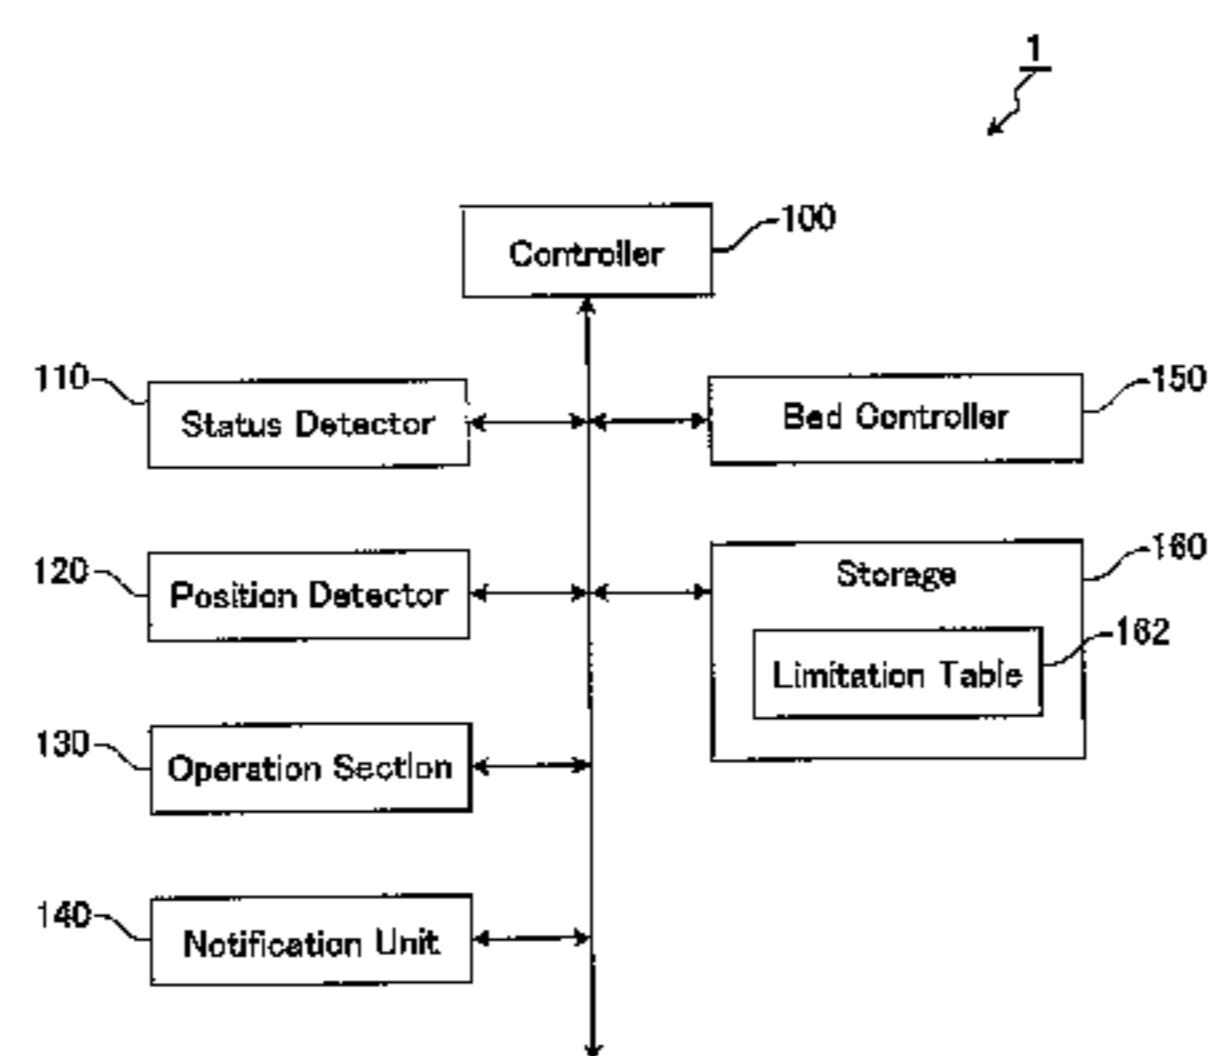 1
Controller
100
110
Status Detector
Bed Controller
150
120
Position Detector
Storage
160
Limitation Table
162
130
Operation Section
140
Notification Unit